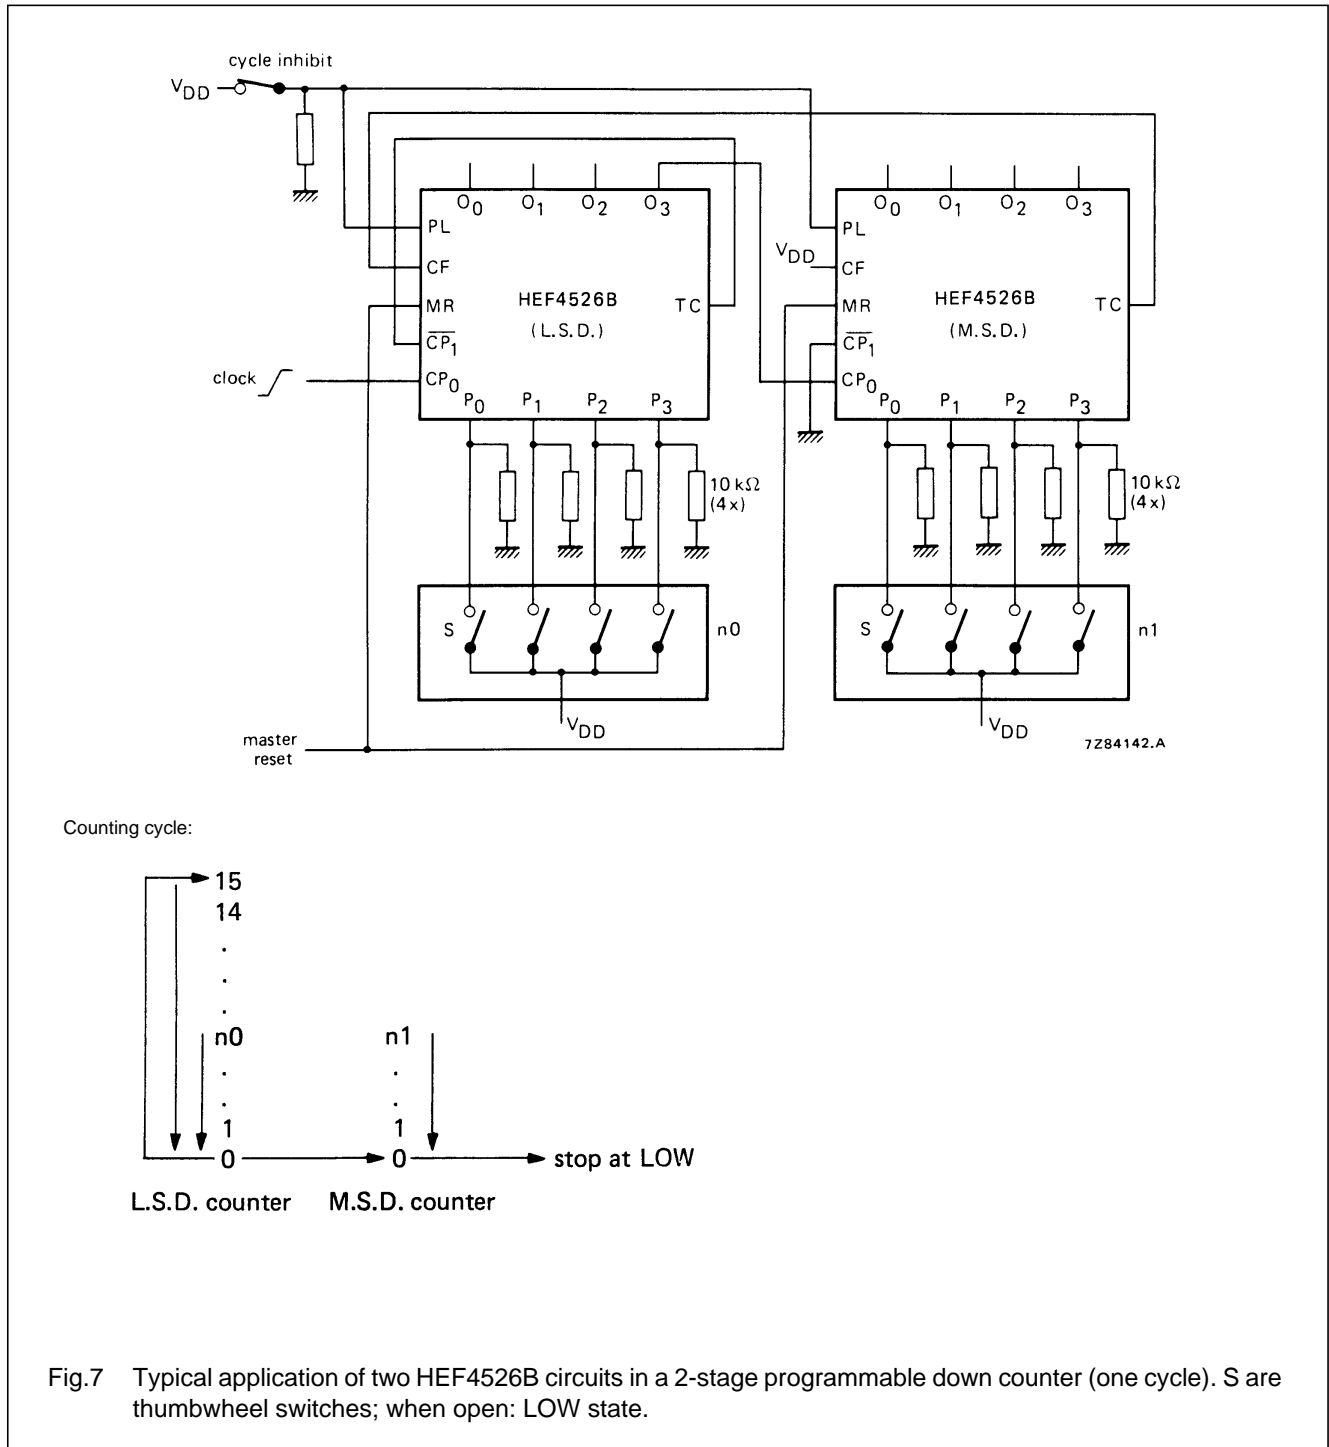 cycle inhibit
VDD
O0 O1 O2 O3
O0 O1 O2 O3
PL
CF
MR
CP1
CP0
HEF4526B
(L.S.D.)
TC
P0 P1 P2 P3
clock
VDD
PL
CF
MR
CP1
CP0
HEF4526B
(M.S.D.)
TC
P0 P1 P2 P3
10 kΩ
(4x)
10 kΩ
(4x)
S
n0
S
n1
VDD
VDD
master
reset
7Z84142.A
Counting cycle:
15
14
.
.
.
n0 n1
. .
. .
1 1
0 0 stop at LOW
L.S.D. counter M.S.D. counter
Fig.7 Typical application of two HEF4526B circuits in a 2-stage programmable down counter (one cycle). S are
thumbwheel switches; when open: LOW state.